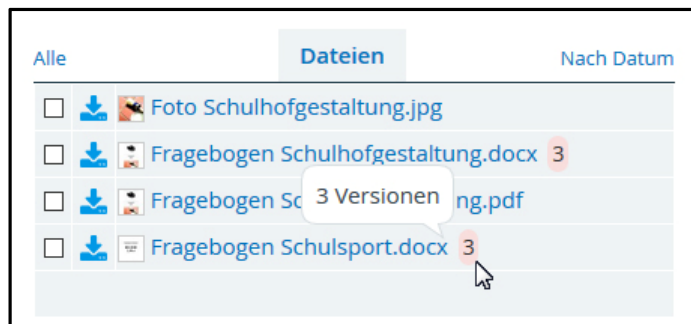 Alle Dateien Nach Datum
Foto Schulhofgestaltung.jpg
Fragebogen Schulhofgestaltung.docx 3
3 Versionen
Fragebogen Sc ng.pdf
Fragebogen Schulsport.docx 3